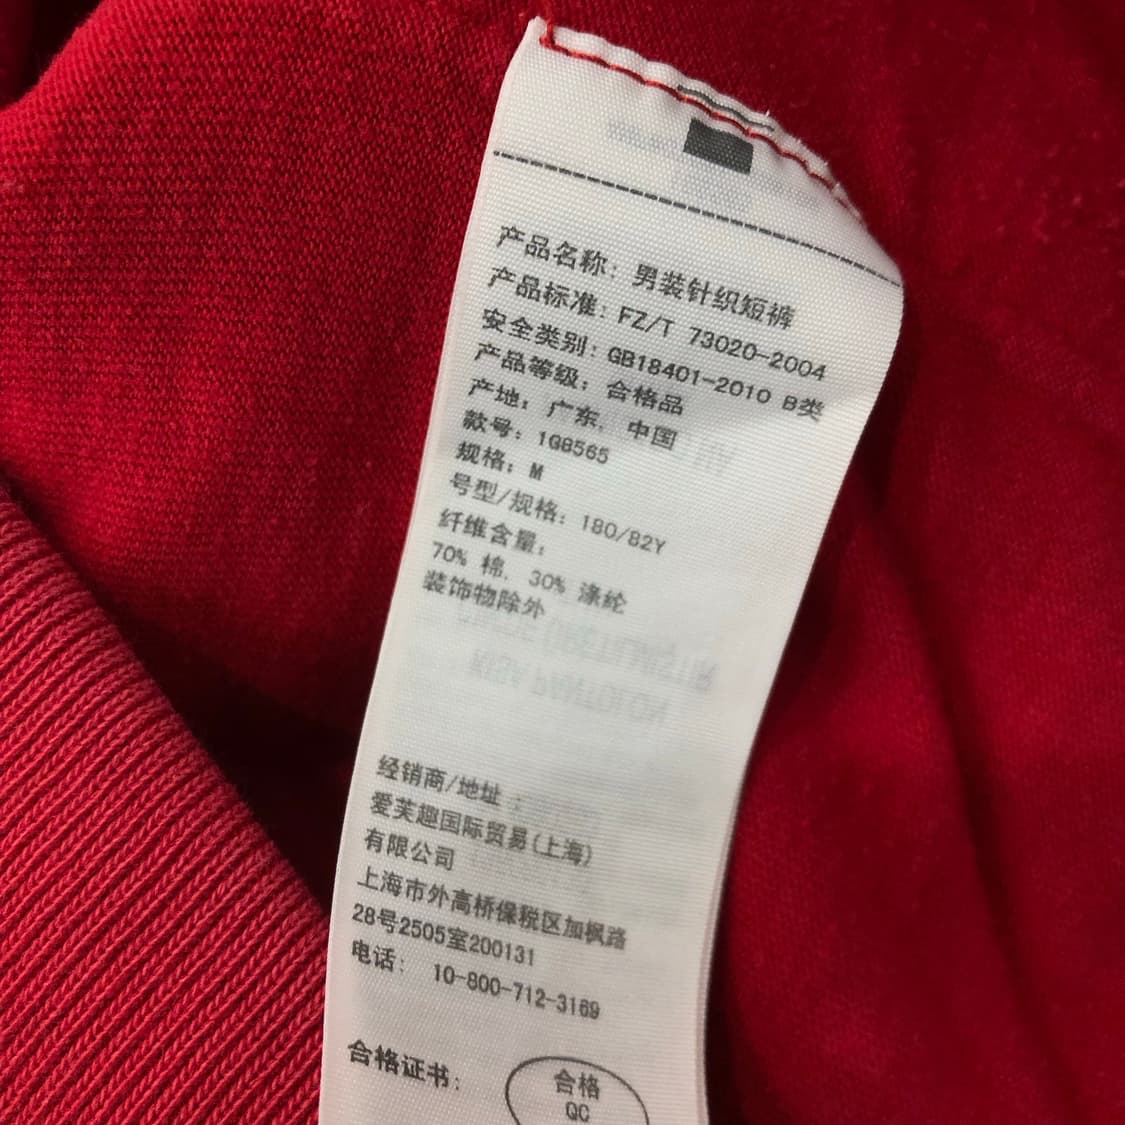 产品名称: 男装针织短裤
产品标准: FZ/T 73020-2004
安全类别: GB18401-2010 B类
产品等级: 合格品
产地: 广东, 中国
款号: 1G8565
规格: M
号型/规格: 180/82Y
纤维含量:
70% 棉, 30% 涤纶
装饰物除外
经销商/地址 :
爱芙趣国际贸易(上海)
有限公司
上海市外高桥保税区加枫路
28号2505室200131
电话: 10-800-712-3169
合格证书:
合格
QC